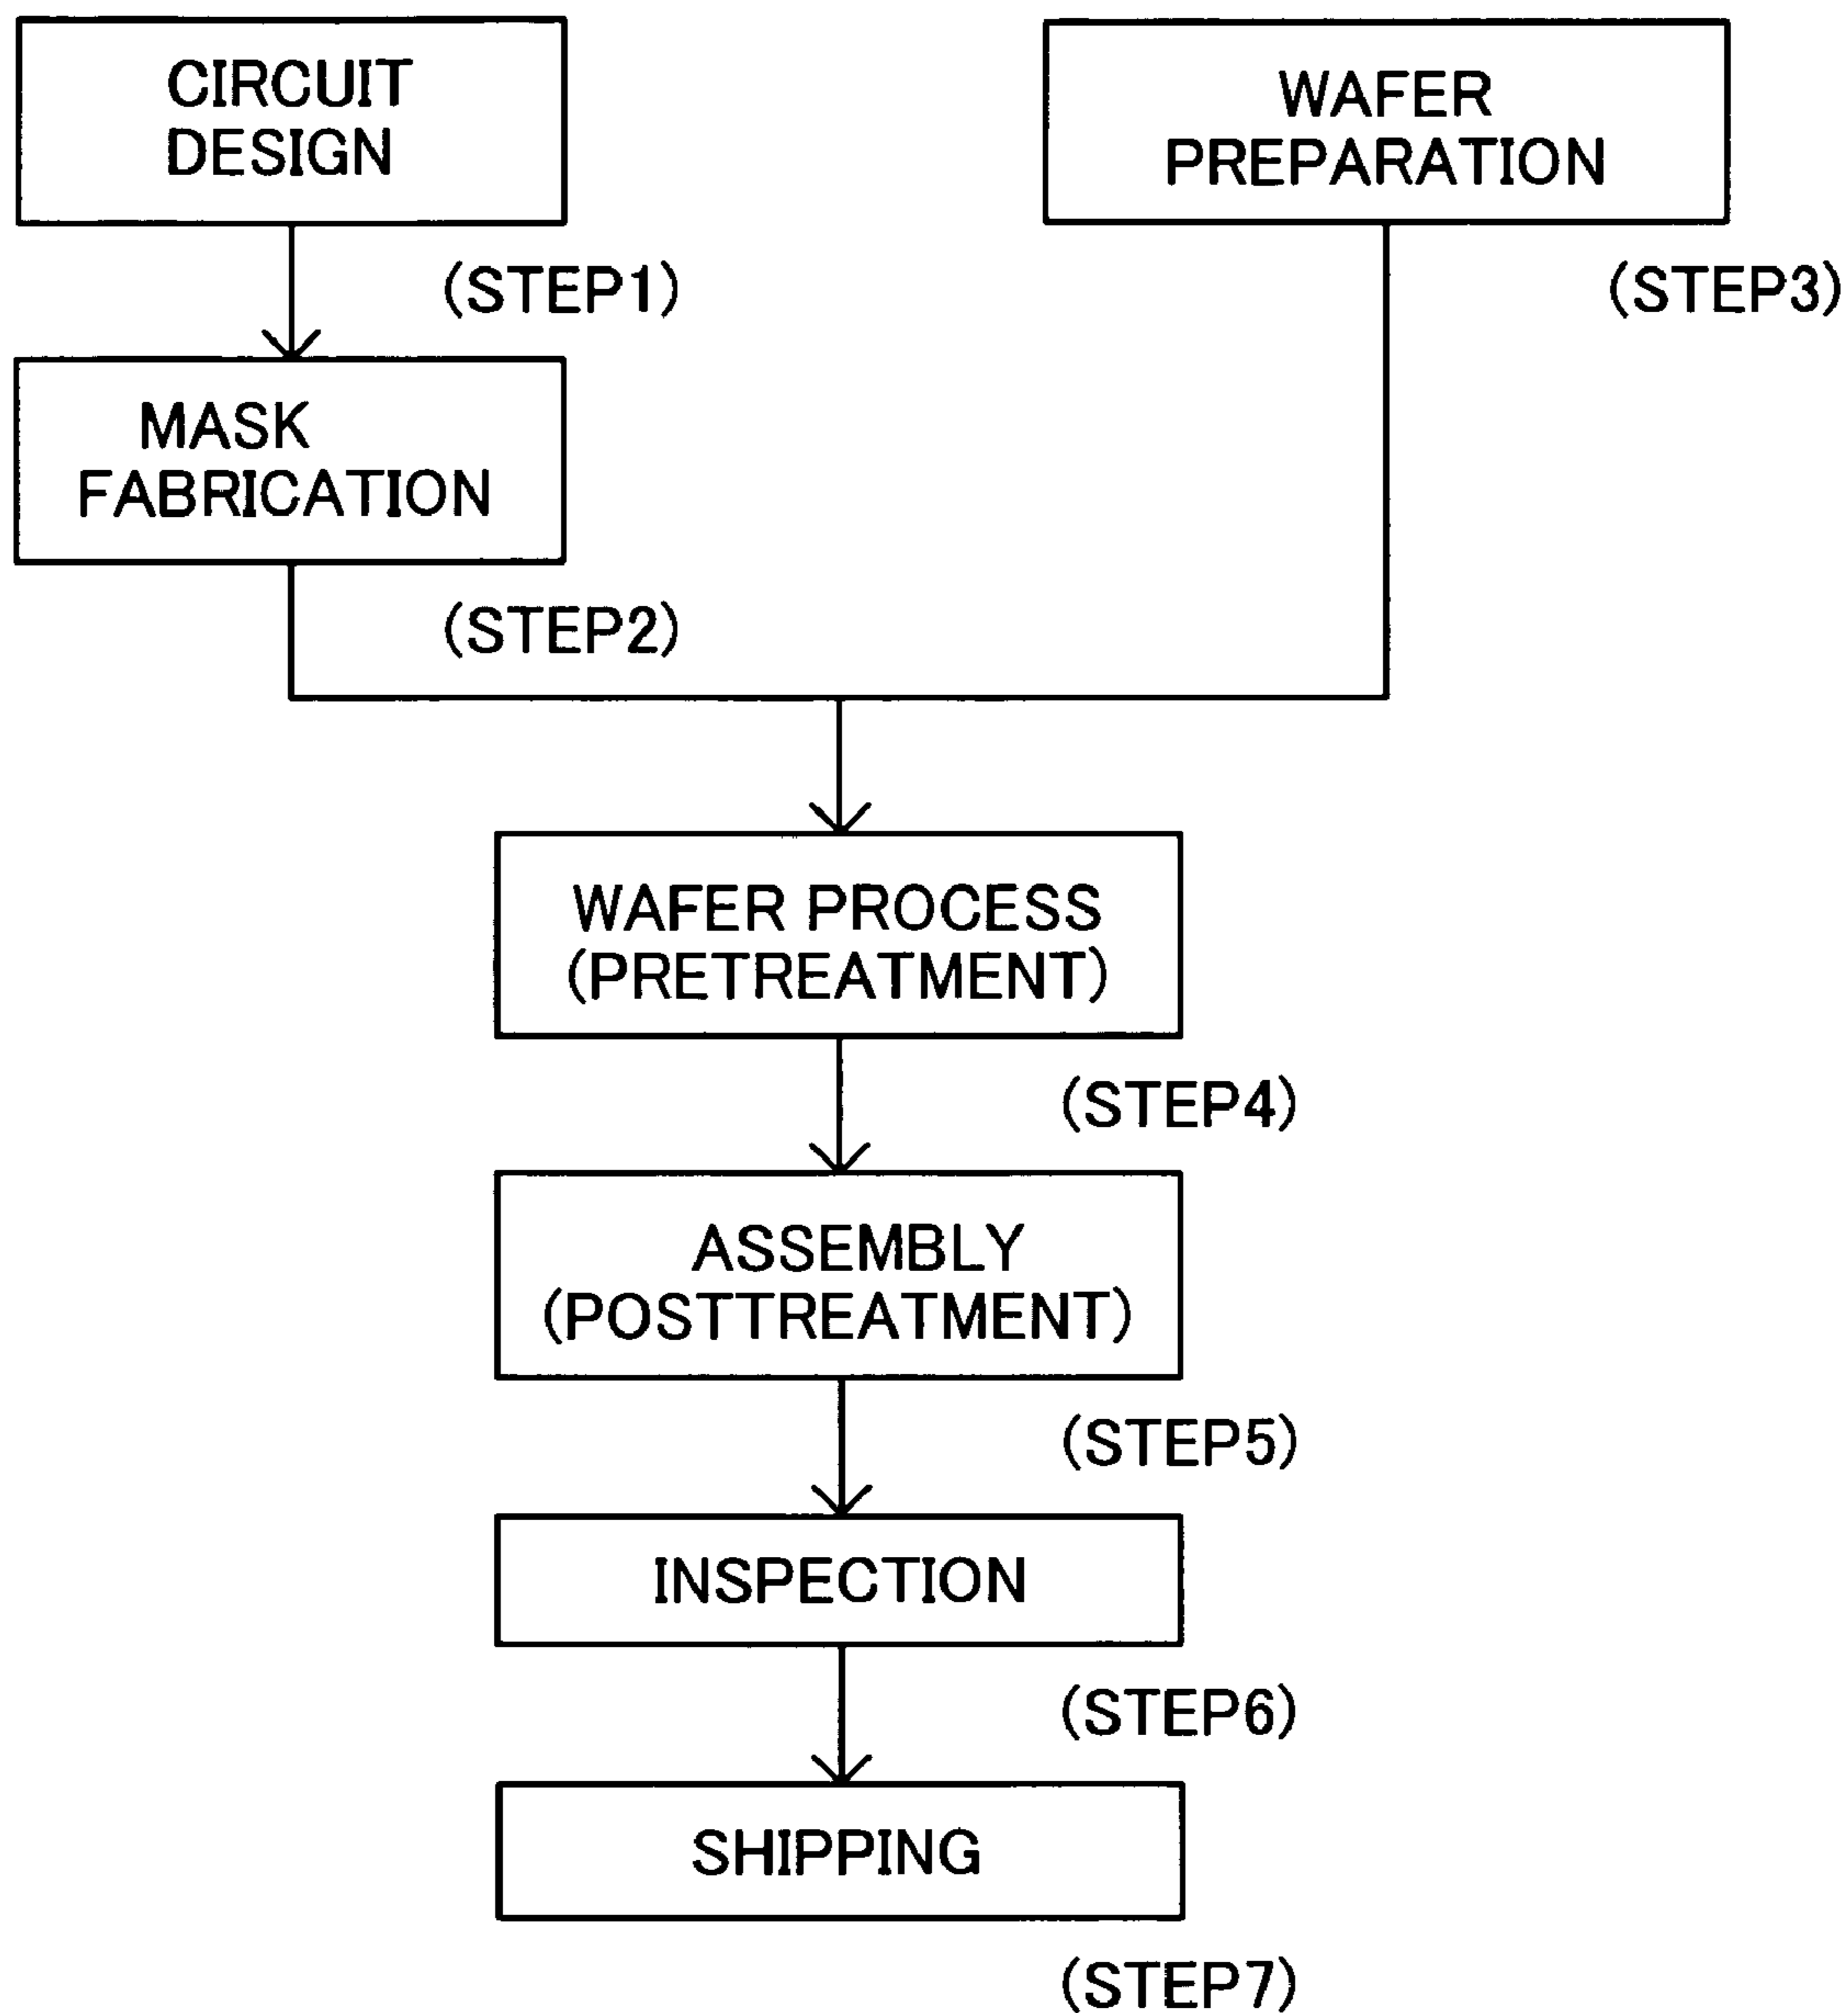 CIRCUIT
DESIGN
(STEP1)
MASK
FABRICATION
(STEP2)
WAFER
PREPARATION
(STEP3)
WAFER PROCESS
(PRETREATMENT)
(STEP4)
ASSEMBLY
(POSTTREATMENT)
(STEP5)
INSPECTION
(STEP6)
SHIPPING
(STEP7)